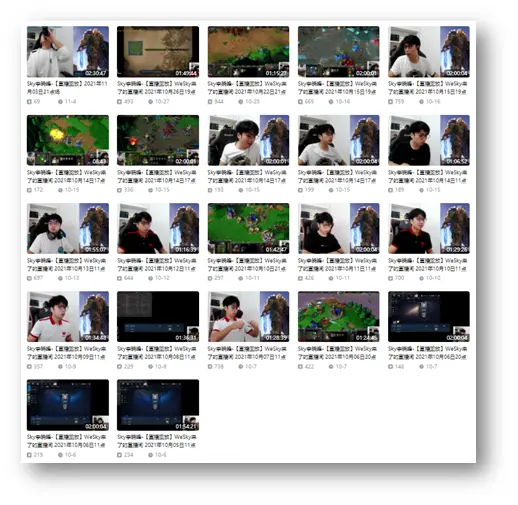 02:30:47
Sky李晓峰-【直播回放】2021年11
月03日21点场
69
11-4
01:49:44
Sky李晓峰-【直播回放】WeSky来
了的直播间 2021年10月26日19点
493
10-27
01:15:27
Sky李晓峰-【直播回放】WeSky来
了的直播间 2021年10月22日21点
944
10-23
02:00:01
Sky李晓峰-【直播回放】WeSky来
了的直播间 2021年10月15日19点
665
10-16
02:00:04
Sky李晓峰-【直播回放】WeSky来
了的直播间 2021年10月15日19点
759
10-16
08:43
Sky李晓峰-【直播回放】WeSky来
了的直播间 2021年10月14日17点
172
10-15
02:00:01
Sky李晓峰-【直播回放】WeSky来
了的直播间 2021年10月14日17点
336
10-15
02:00:01
Sky李晓峰-【直播回放】WeSky来
了的直播间 2021年10月14日17点
193
10-15
02:00:04
Sky李晓峰-【直播回放】WeSky来
了的直播间 2021年10月14日17点
199
10-15
01:06:52
Sky李晓峰-【直播回放】WeSky来
了的直播间 2021年10月14日11点
189
10-15
01:55:07
Sky李晓峰-【直播回放】WeSky来
了的直播间 2021年10月13日11点
697
10-13
01:16:39
Sky李晓峰-【直播回放】WeSky来
了的直播间 2021年10月12日11点
644
10-12
01:42:47
Sky李晓峰-【直播回放】WeSky来
了的直播间 2021年10月10日21点
297
10-11
02:00:04
Sky李晓峰-【直播回放】WeSky来
了的直播间 2021年10月11日11点
426
10-11
01:29:26
Sky李晓峰-【直播回放】WeSky来
了的直播间 2021年10月10日11点
700
10-10
01:34:43
Sky李晓峰-【直播回放】WeSky来
了的直播间 2021年10月09日11点
357
10-9
01:36:31
Sky李晓峰-【直播回放】WeSky来
了的直播间 2021年10月08日11点
229
10-8
01:28:39
Sky李晓峰-【直播回放】WeSky来
了的直播间 2021年10月07日11点
738
10-7
01:24:45
Sky李晓峰-【直播回放】WeSky来
了的直播间 2021年10月06日20点
422
10-7
02:00:04
Sky李晓峰-【直播回放】WeSky来
了的直播间 2021年10月06日20点
148
10-7
02:00:04
Sky李晓峰-【直播回放】WeSky来
了的直播间 2021年10月06日11点
219
10-6
01:54:21
Sky李晓峰-【直播回放】WeSky来
了的直播间 2021年10月05日11点
234
10-6